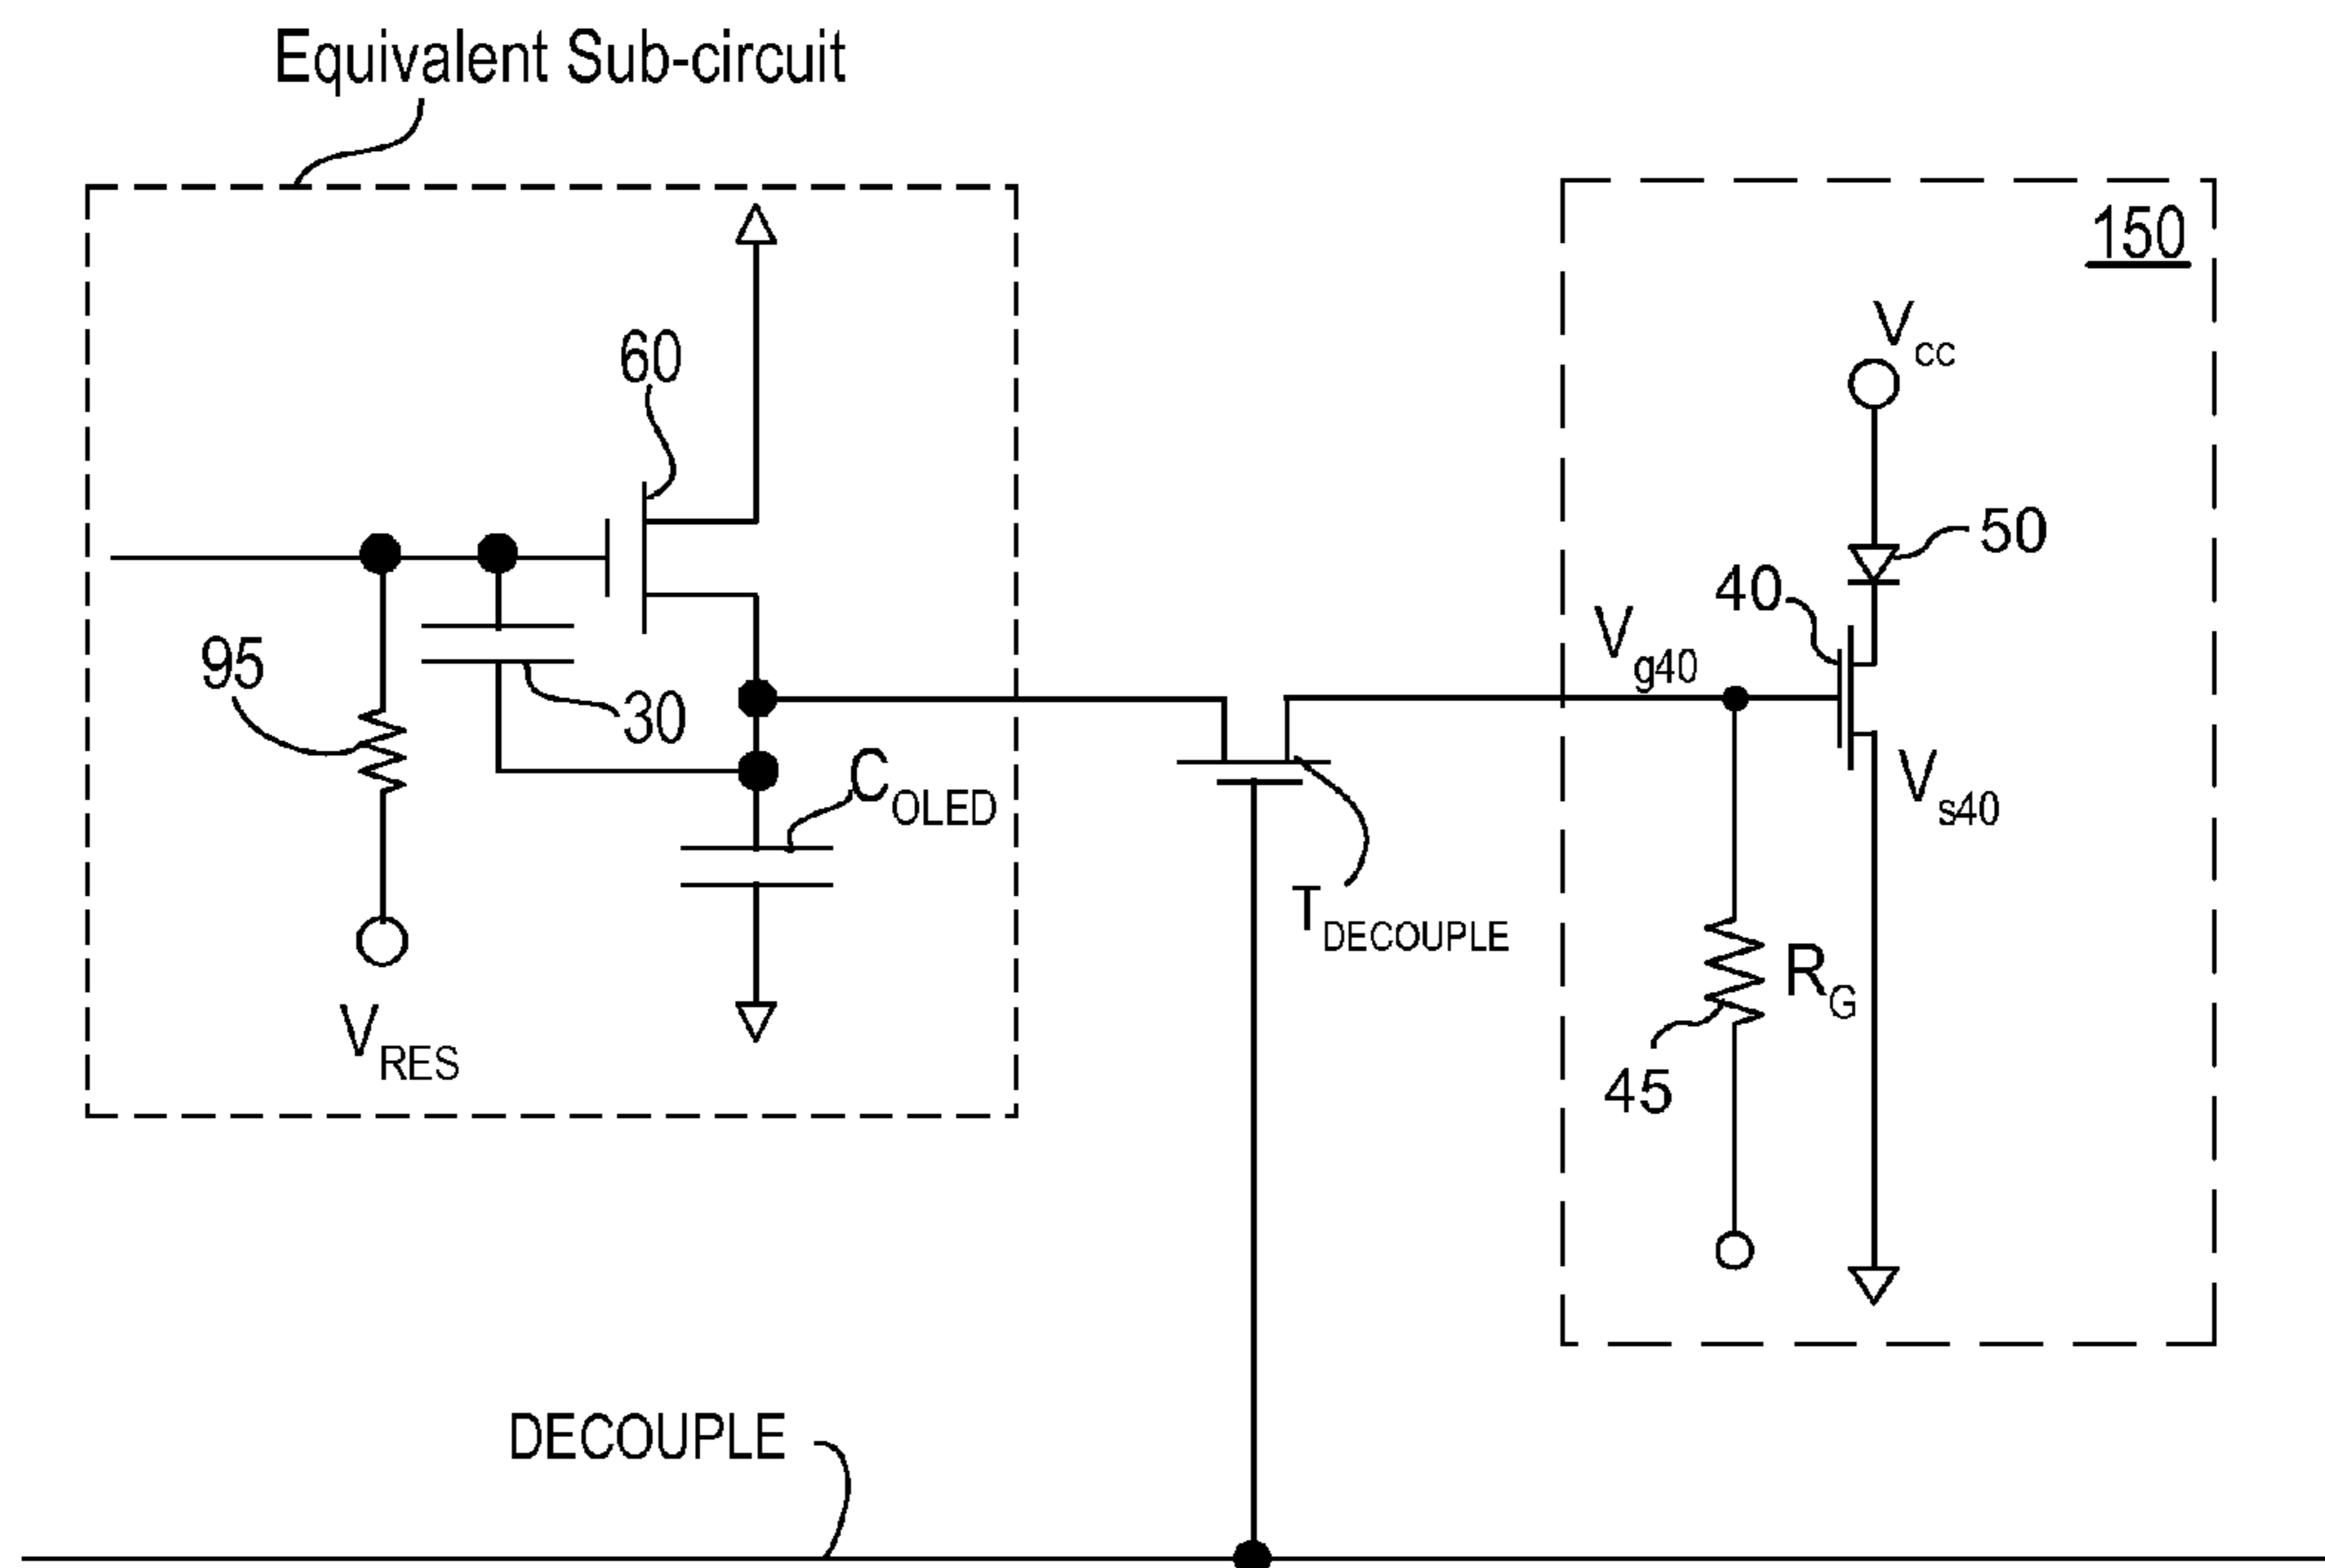 Equivalent Sub-circuit
150
Vcc
60
50
40
Vg40
95
30
COLED
Vs40
TDECOUPLE
RG
VRES
45
DECOUPLE